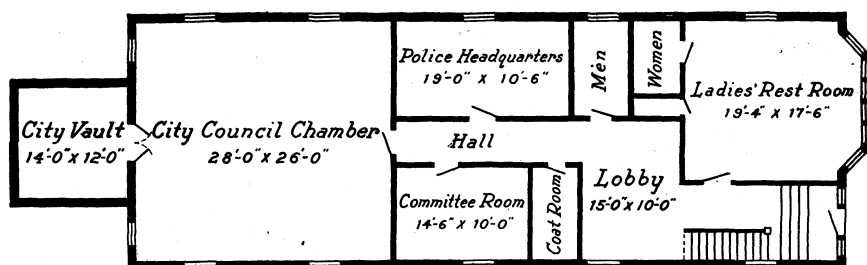 Police Headquarters
19'-0" X 10'-6"
Mén
Women
Ladies' Rest Room
19'-4" X 17'-6"
City Vault
14'-0" X 12'-0"
City Council Chamber
28'-0" X 26'-0"
Hall
Committee Room
14'-6" X 10'-0"
Coat Room
Lobby
15'-0" X 10'-0"